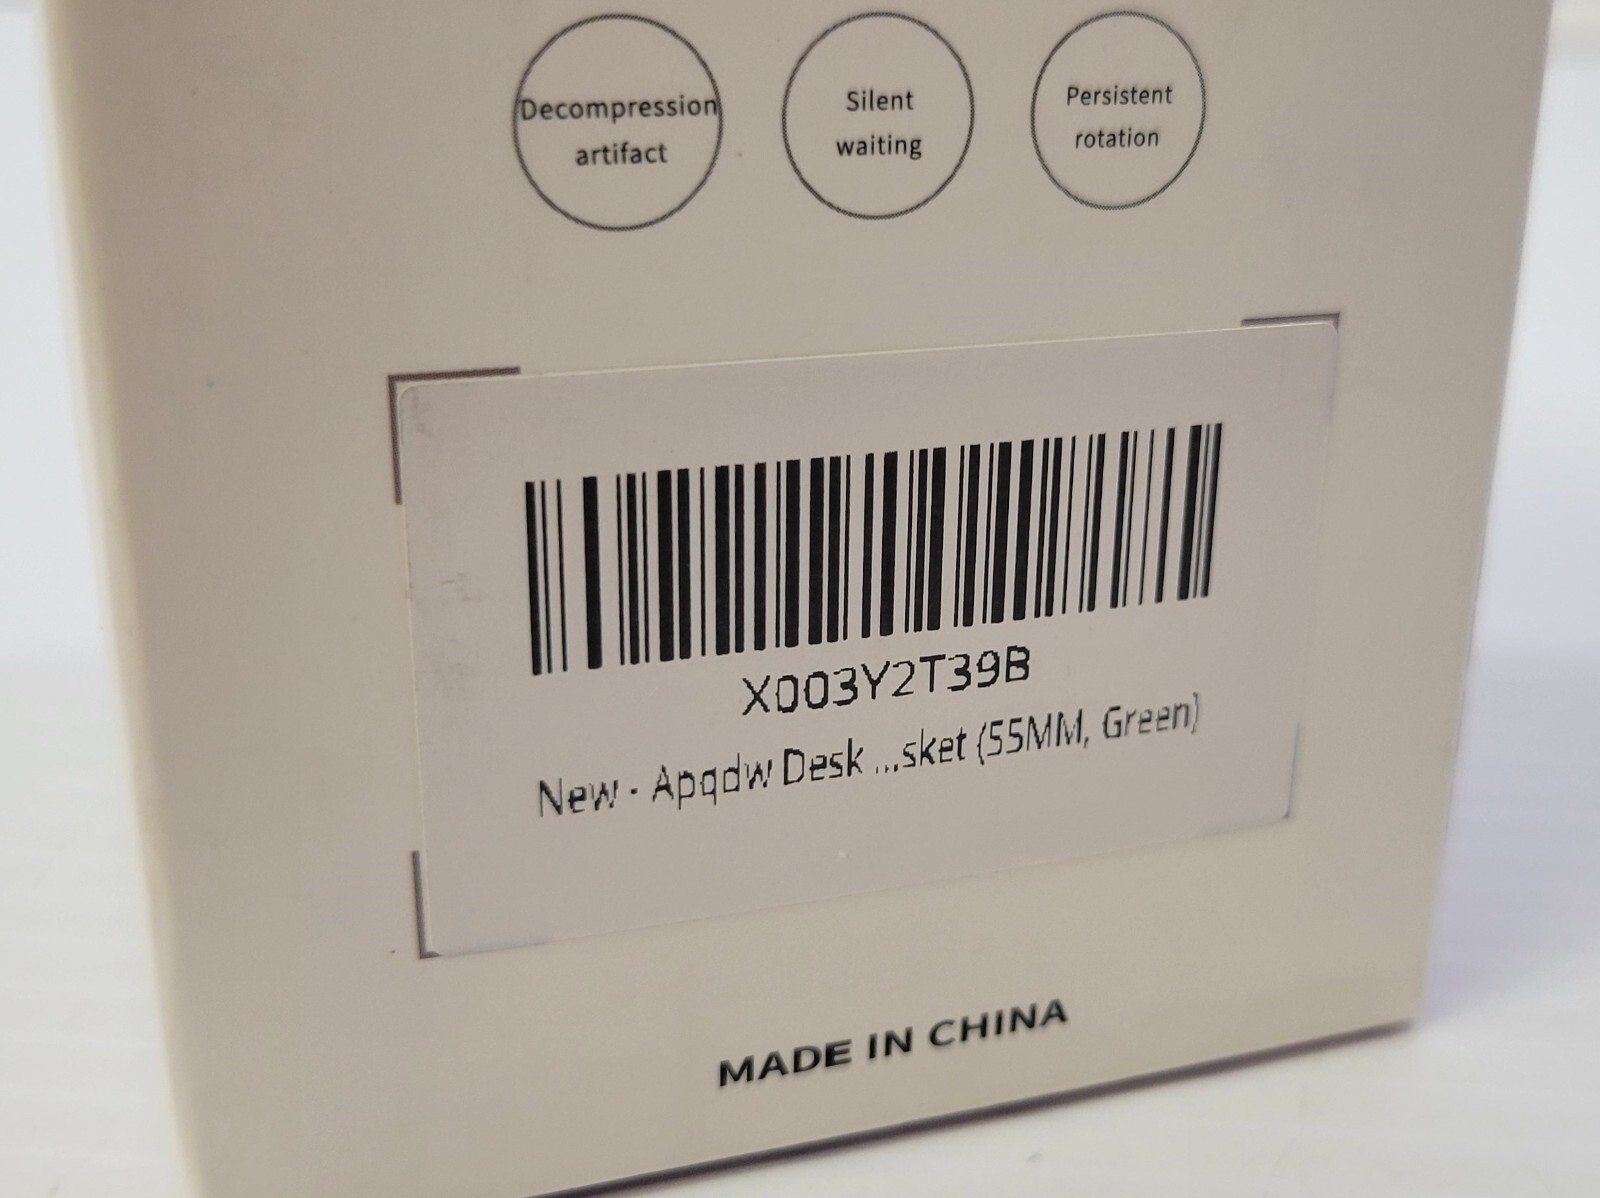 Decompression
artifact
Silent
waiting
Persistent
rotation
X003Y2T39B
New - Apqdw Desk ...sket (55MM, Green)
MADE IN CHINA